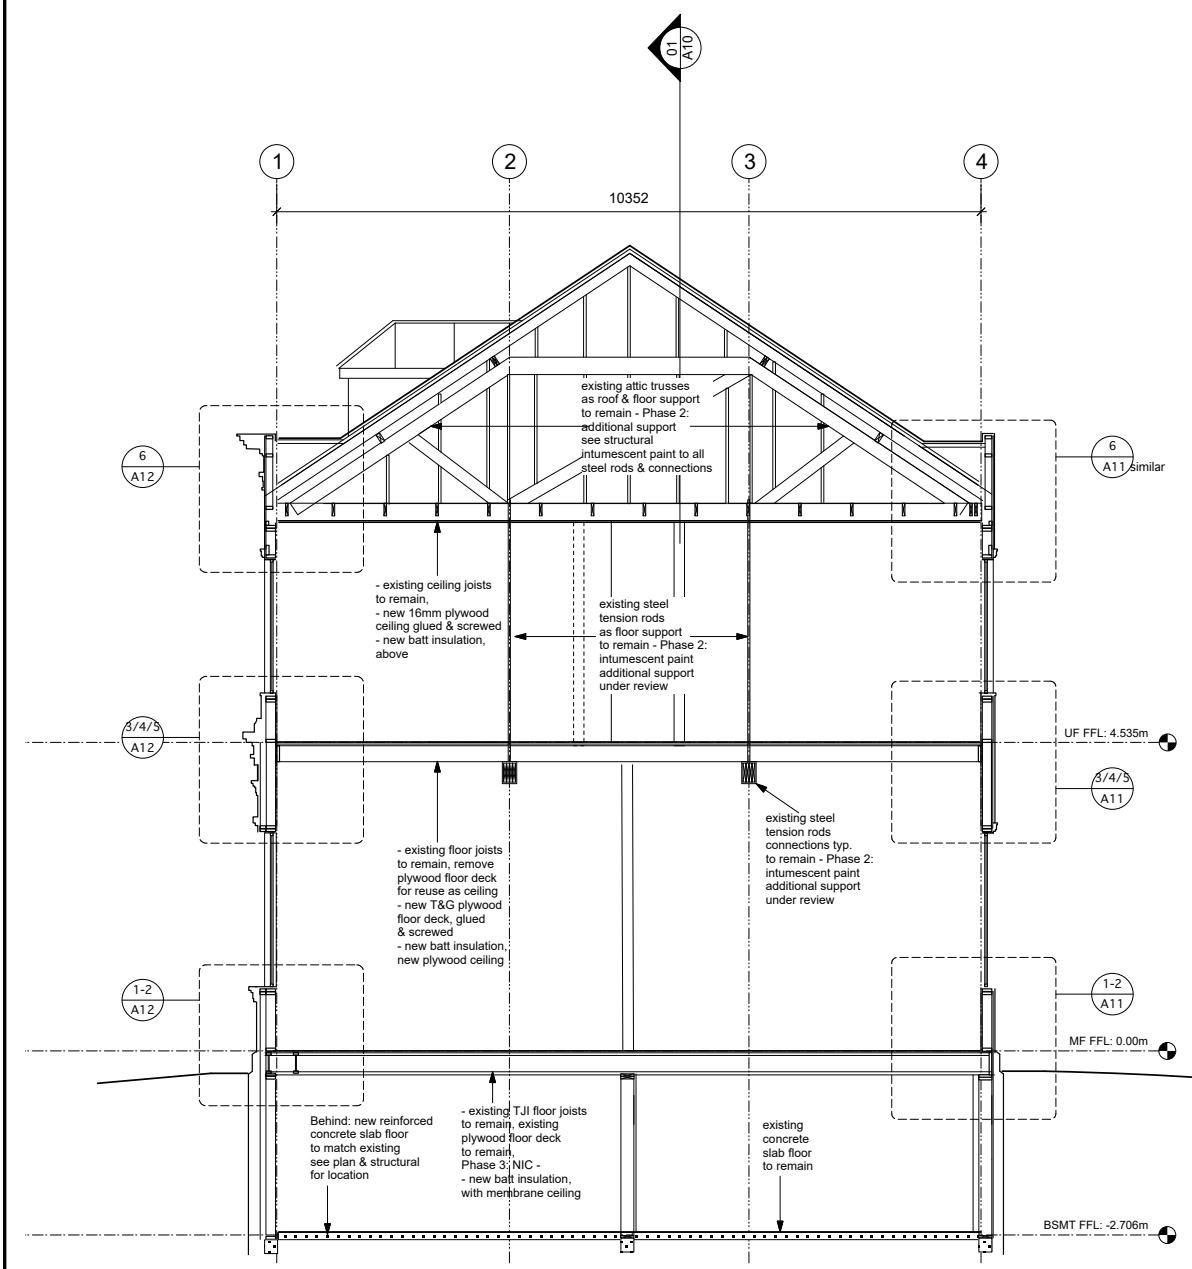 01
A10
1
2
3
4
10352
existing attic trusses
as roof & floor support
to remain - Phase 2:
additional support
see structural
intumescent paint to all
steel rods & connections
6
A12
6
A11 similar
- existing ceiling joists
to remain,
- new 16mm plywood
ceiling glued & screwed
- new batt insulation,
above
existing steel
tension rods
as floor support
to remain - Phase 2:
intumescent paint
additional support
under review
3/4/5
A12
UF FFL: 4.535m
3/4/5
A11
existing steel
tension rods
connections typ.
to remain - Phase 2:
intumescent paint
additional support
under review
- existing floor joists
to remain, remove
plywood floor deck
for reuse as ceiling
- new T&G plywood
floor deck, glued
& screwed
- new batt insulation,
new plywood ceiling
1-2
A12
1-2
A11
MF FFL: 0.00m
Behind: new reinforced
concrete slab floor
to match existing
see plan & structural
for location
- existing TJI floor joists
to remain, existing
plywood floor deck
to remain,
Phase 3: NIC -
- new batt insulation,
with membrane ceiling
existing
concrete
slab floor
to remain
BSMT FFL: -2.706m